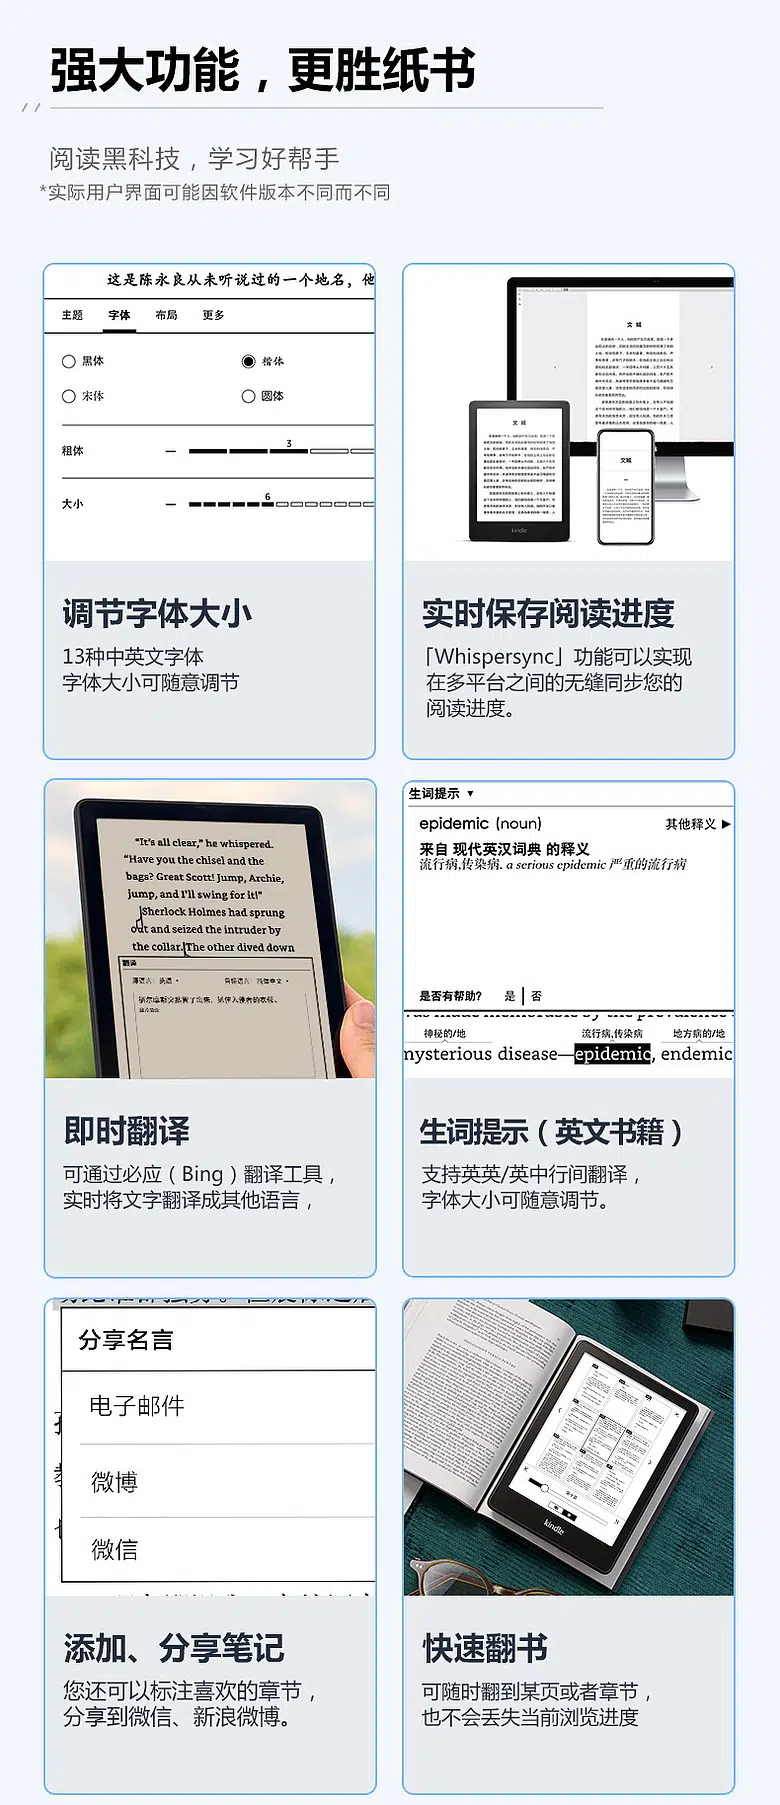 强大功能，更胜纸书
阅读黑科技，学习好帮手
*实际用户界面可能因软件版本不同而不同
这是陈永良从未听说过的一个地名，他
主题 字体 布局 更多
黑体 楷体
宋体 圆体
粗体 3
大小 6
调节字体大小
13种中英文字体
字体大小可随意调节
文城
文城
文城
kindle
实时保存阅读进度
「Whispersync」功能可以实现
在多平台之间的无缝同步您的
阅读进度。
“It’s all clear,” he whispered.
“Have you the chisel and the
bags? Great Scott! Jump, Archie,
jump, and I’ll swing for it!”
Sherlock Holmes had sprung
out and seized the intruder by
the collar. The other dived down
翻译
即时翻译
可通过必应（Bing）翻译工具，
实时将文字翻译成其他语言，
生词提示 ▼
epidemic (noun) 其他释义 ▶
来自 现代英汉词典 的释义
流行病,传染病. a serious epidemic 严重的流行病
是否有帮助? 是 否
神秘的/地 流行病,传染病 地方病的/地
mysterious disease—epidemic, endemic
生词提示（英文书籍）
支持英英/英中行间翻译，
字体大小可随意调节。
分享名言
电子邮件
微博
微信
添加、分享笔记
您还可以标注喜欢的章节，
分享到微信、新浪微博。
kindle
快速翻书
可随时翻到某页或者章节，
也不会丢失当前浏览进度